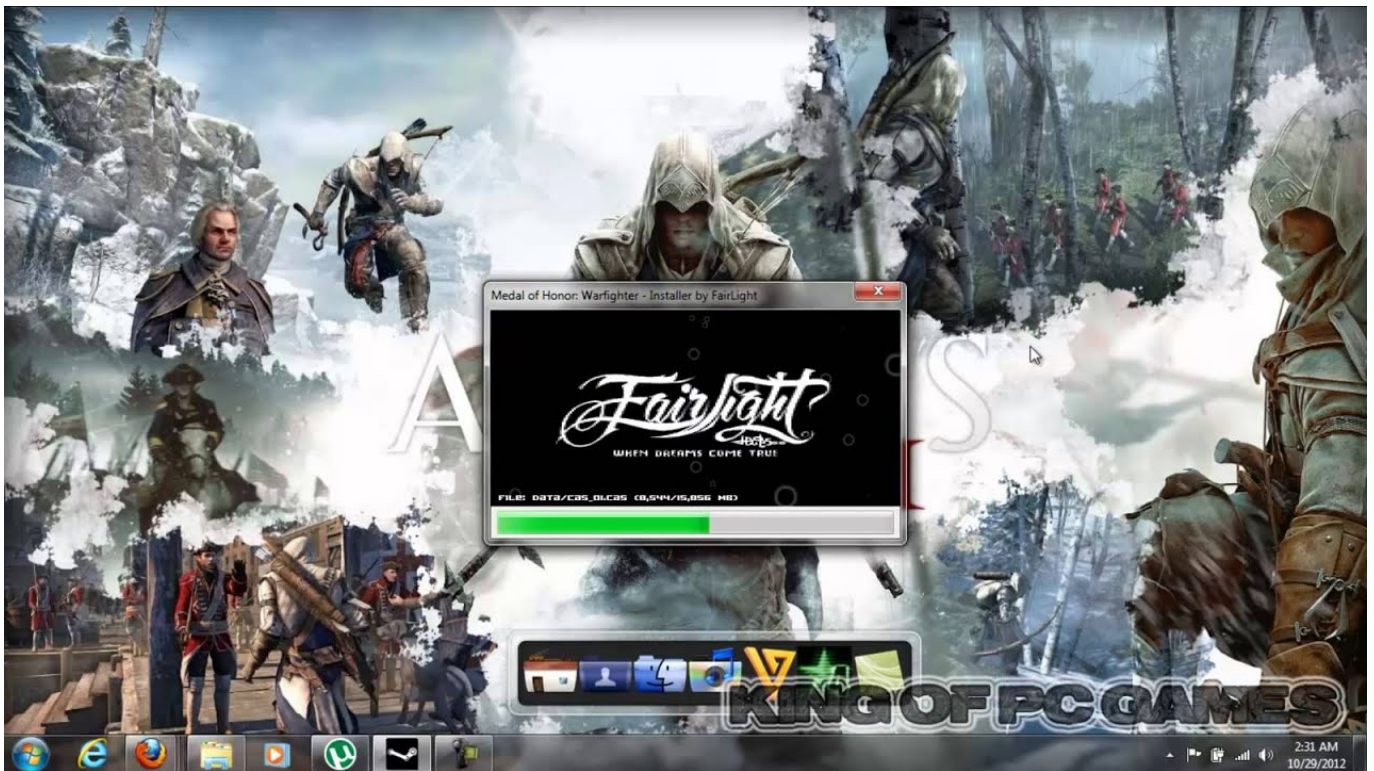 Medal of Honor: Warfighter - Installer by FairLight
A S
Fairlight
WHEN DREAMS COME TRUE
FILE: DATA/CAS_01.CAS (8,544/15,856 MB)
KING OF PC GAMES
2:31 AM
10/29/2012